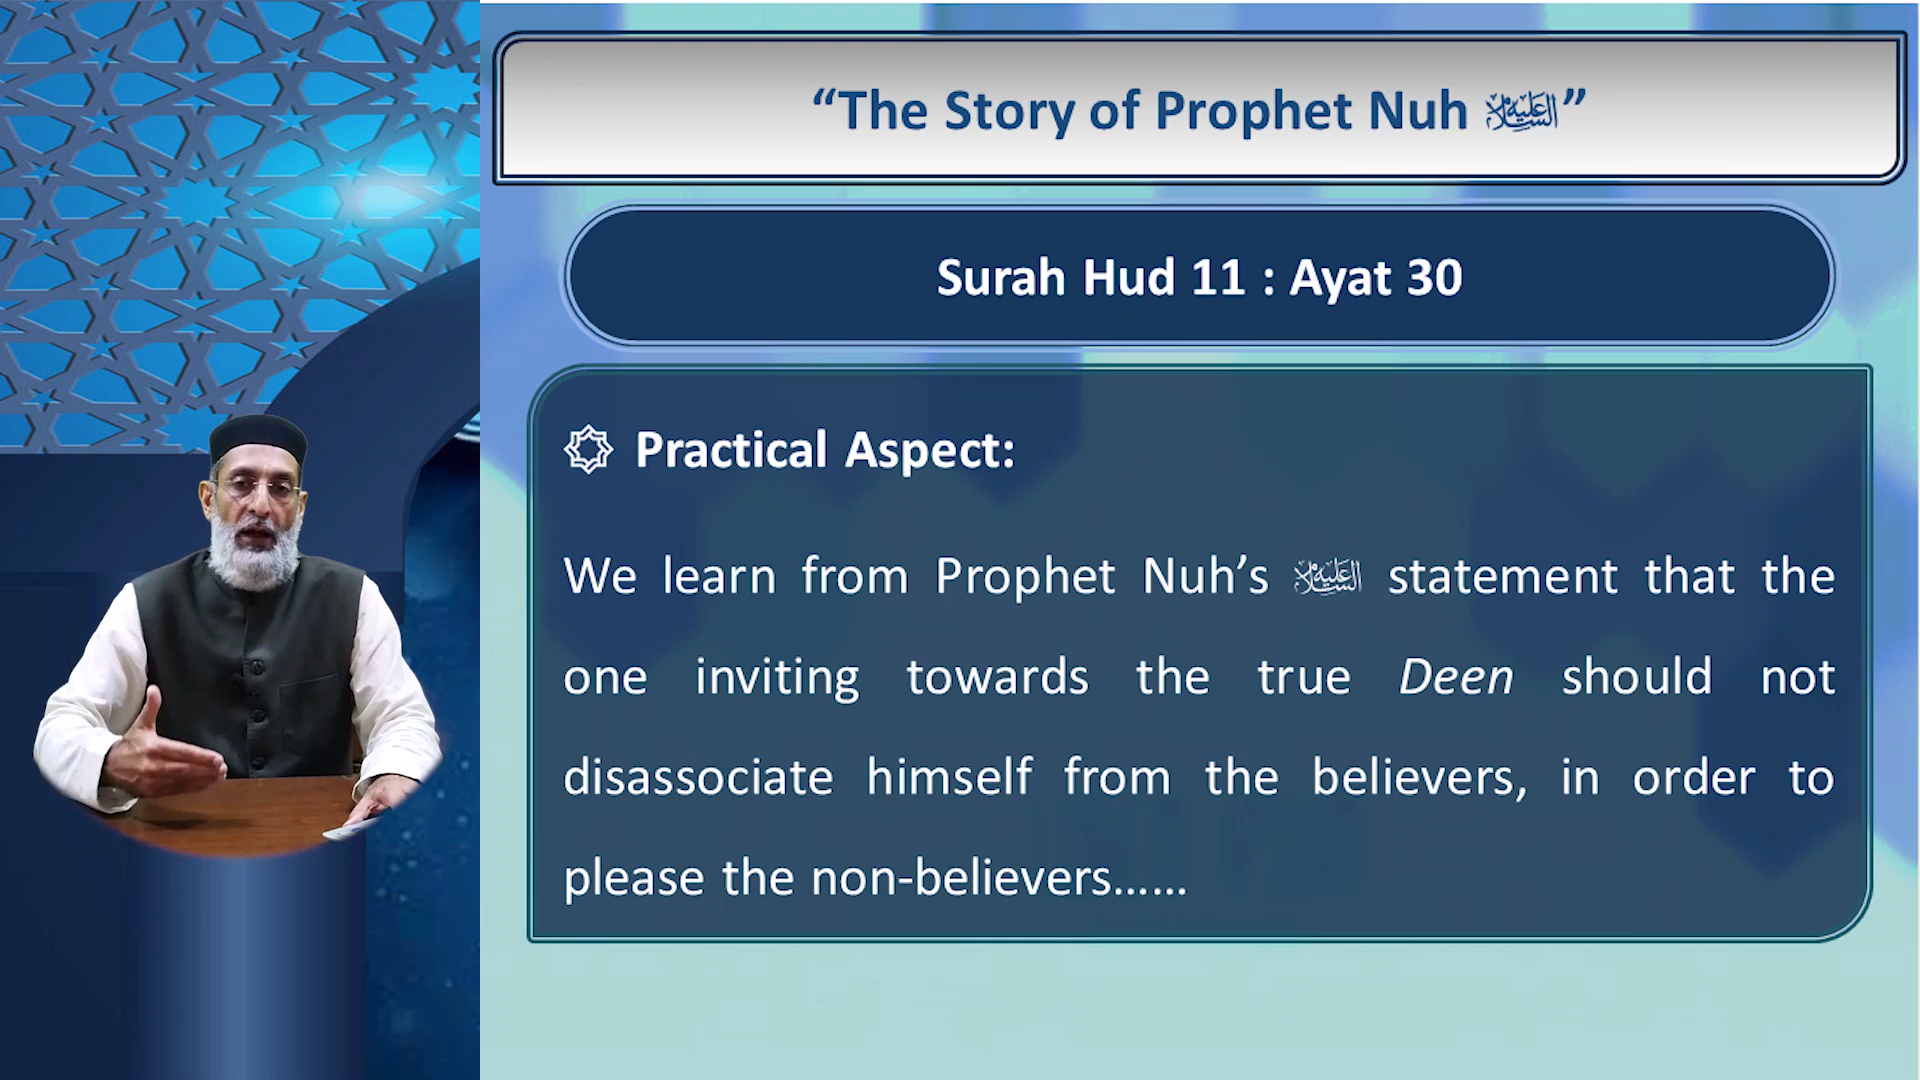 “The Story of Prophet Nuh عليه السلام”
Surah Hud 11 : Ayat 30
Practical Aspect:
We learn from Prophet Nuh’s عليه السلام statement that the
one inviting towards the true Deen should not
disassociate himself from the believers, in order to
please the non-believers……